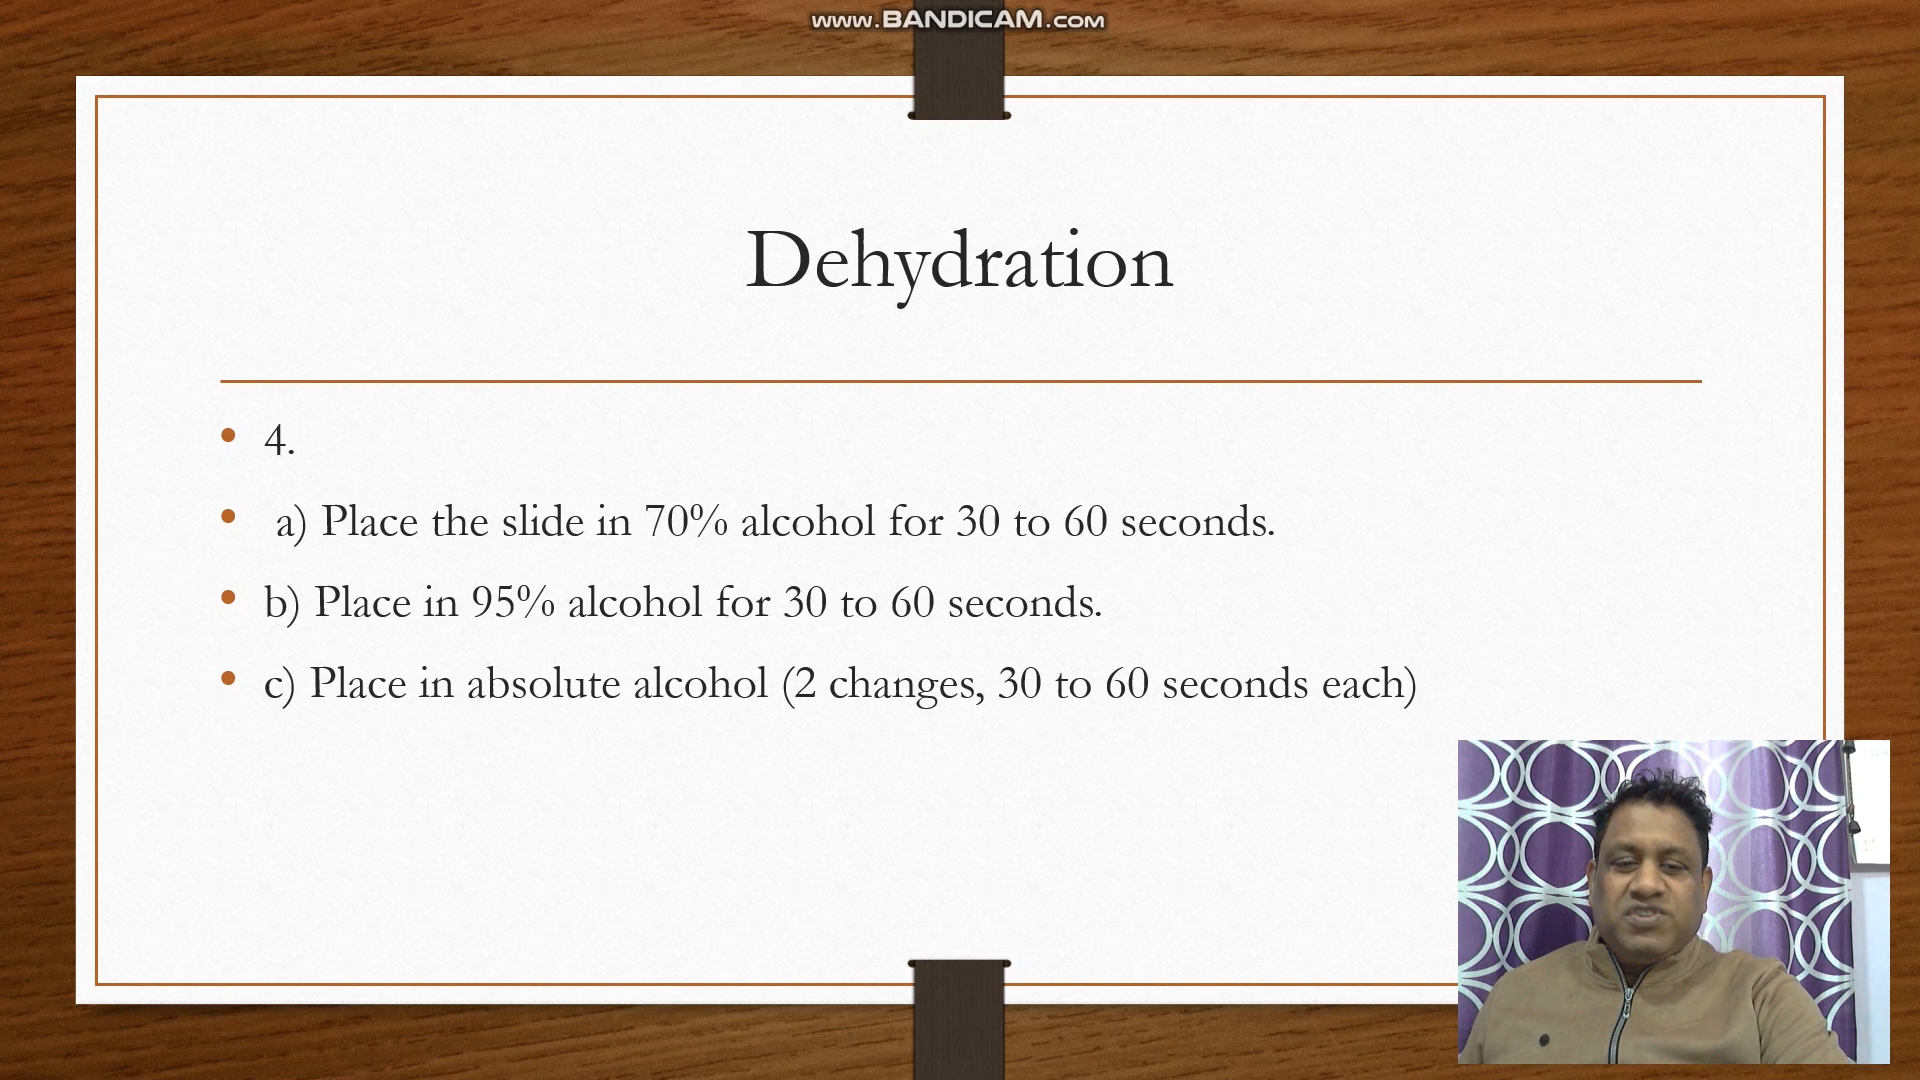 www.BANDICAM.com
Dehydration
• 4.
• a) Place the slide in 70% alcohol for 30 to 60 seconds.
• b) Place in 95% alcohol for 30 to 60 seconds.
• c) Place in absolute alcohol (2 changes, 30 to 60 seconds each)